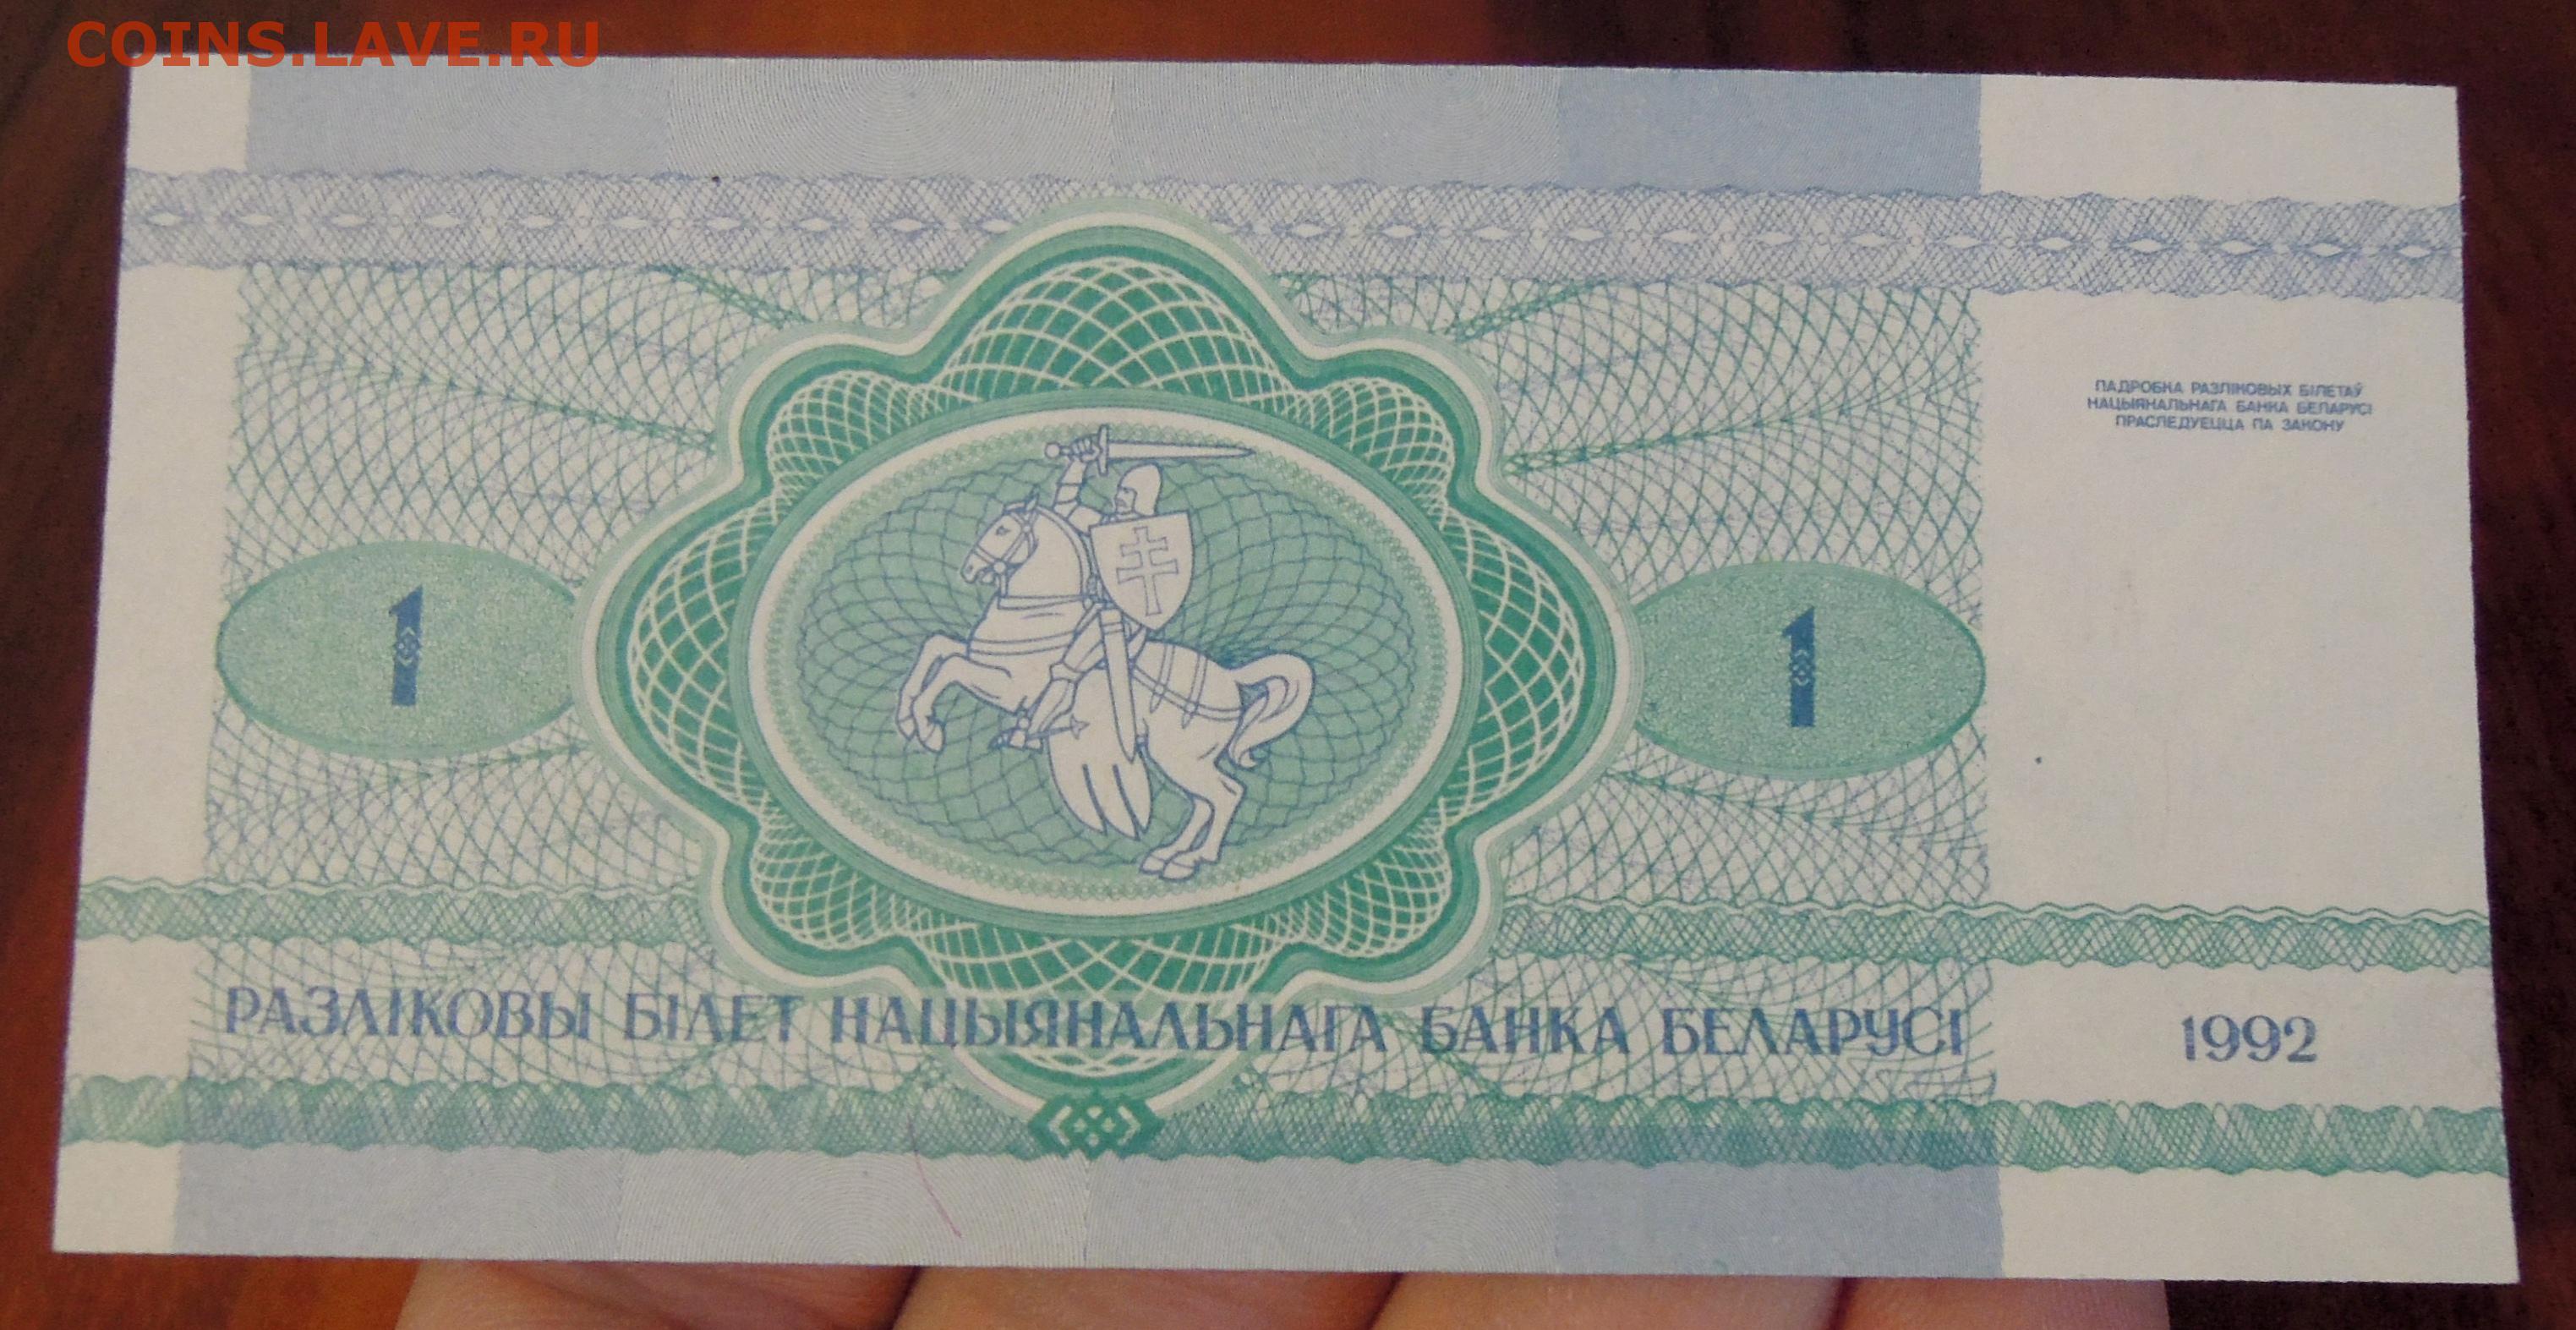 COINS.LAVE.RU
ПАДРОБКА РАЗЛІКОВЫХ БІЛЕТАЎ
НАЦЫЯНАЛЬНАГА БАНКА БЕЛАРУСІ
ПРАСЛЕДУЕЦЦА ПА ЗАКОНУ
1
1
РАЗЛІКОВЫ БІЛЕТ НАЦЫЯНАЛЬНАГА БАНКА БЕЛАРУСІ 1992